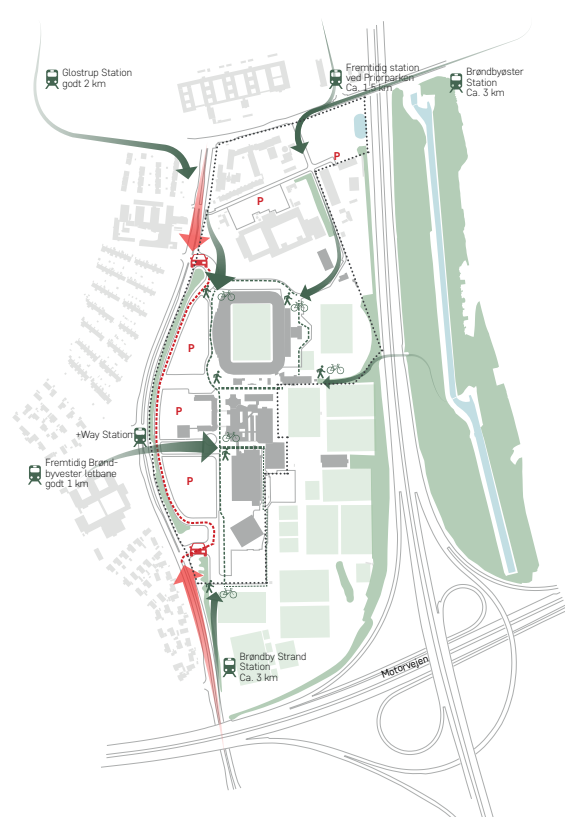 Glostrup Station
godt 2 km
Fremtidig station
ved Priorparken
Ca. 1,5 km
Brøndbyøster
Station
Ca. 3 km
P
P
P
P
+Way Station
Fremtidig Brønd-
byvester letbane
godt 1 km
P
Brøndby Strand
Station
Ca. 3 km
Motorvejen